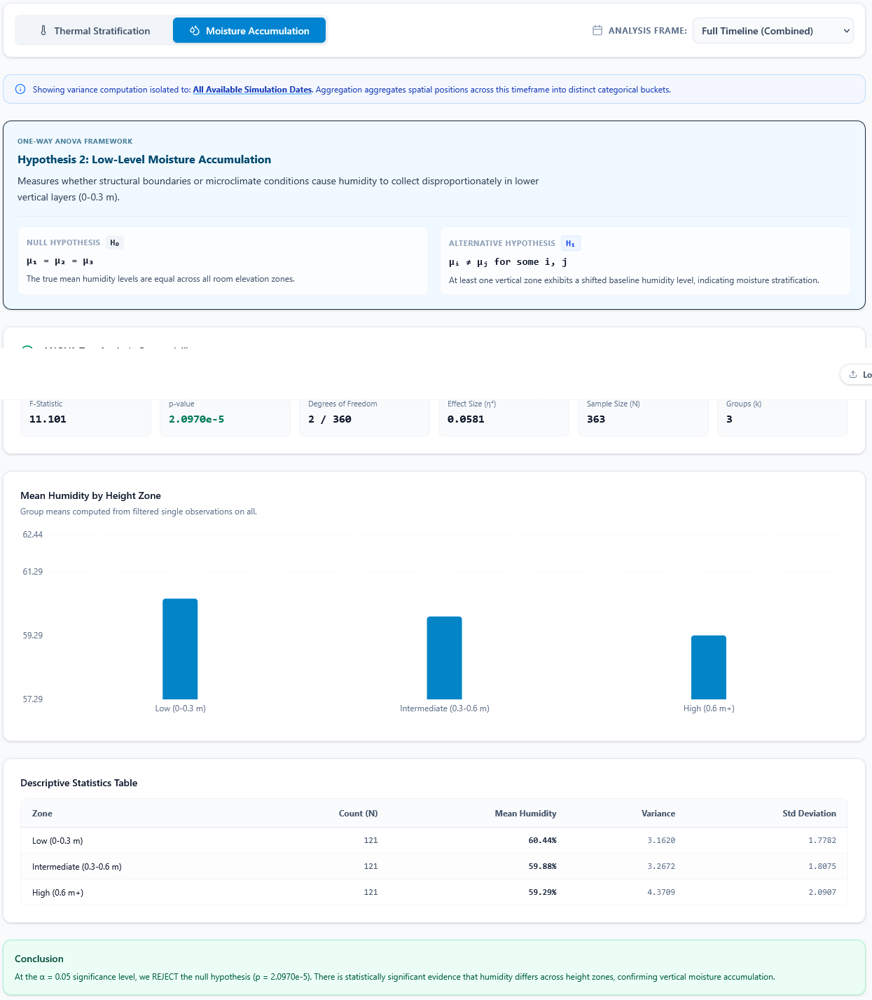 Thermal Stratification
Moisture Accumulation
ANALYSIS FRAME:
Full Timeline (Combined)
Showing variance computation isolated to: All Available Simulation Dates. Aggregation aggregates spatial positions across this timeframe into distinct categorical buckets.
ONE-WAY ANOVA FRAMEWORK
Hypothesis 2: Low-Level Moisture Accumulation
Measures whether structural boundaries or microclimate conditions cause humidity to collect disproportionately in lower
vertical layers (0-0.3 m).
NULL HYPOTHESIS H₀
μ₁ = μ₂ = μ₃
The true mean humidity levels are equal across all room elevation zones.
ALTERNATIVE HYPOTHESIS H₁
μᵢ ≠ μⱼ for some i, j
At least one vertical zone exhibits a shifted baseline humidity level, indicating moisture stratification.
Lo
F-Statistic
11.101
p-value
2.0970e-5
Degrees of Freedom
2 / 360
Effect Size (η²)
0.0581
Sample Size (N)
363
Groups (k)
3
Mean Humidity by Height Zone
Group means computed from filtered single observations on all.
62.44
61.29
59.29
57.29
Low (0-0.3 m)
Intermediate (0.3-0.6 m)
High (0.6 m+)
Descriptive Statistics Table
Zone Count (N) Mean Humidity Variance Std Deviation
Low (0-0.3 m) 121 60.44% 3.1620 1.7782
Intermediate (0.3-0.6 m) 121 59.88% 3.2672 1.8075
High (0.6 m+) 121 59.29% 4.3709 2.0907
Conclusion
At the α = 0.05 significance level, we REJECT the null hypothesis (p = 2.0970e-5). There is statistically significant evidence that humidity differs across height zones, confirming vertical moisture accumulation.